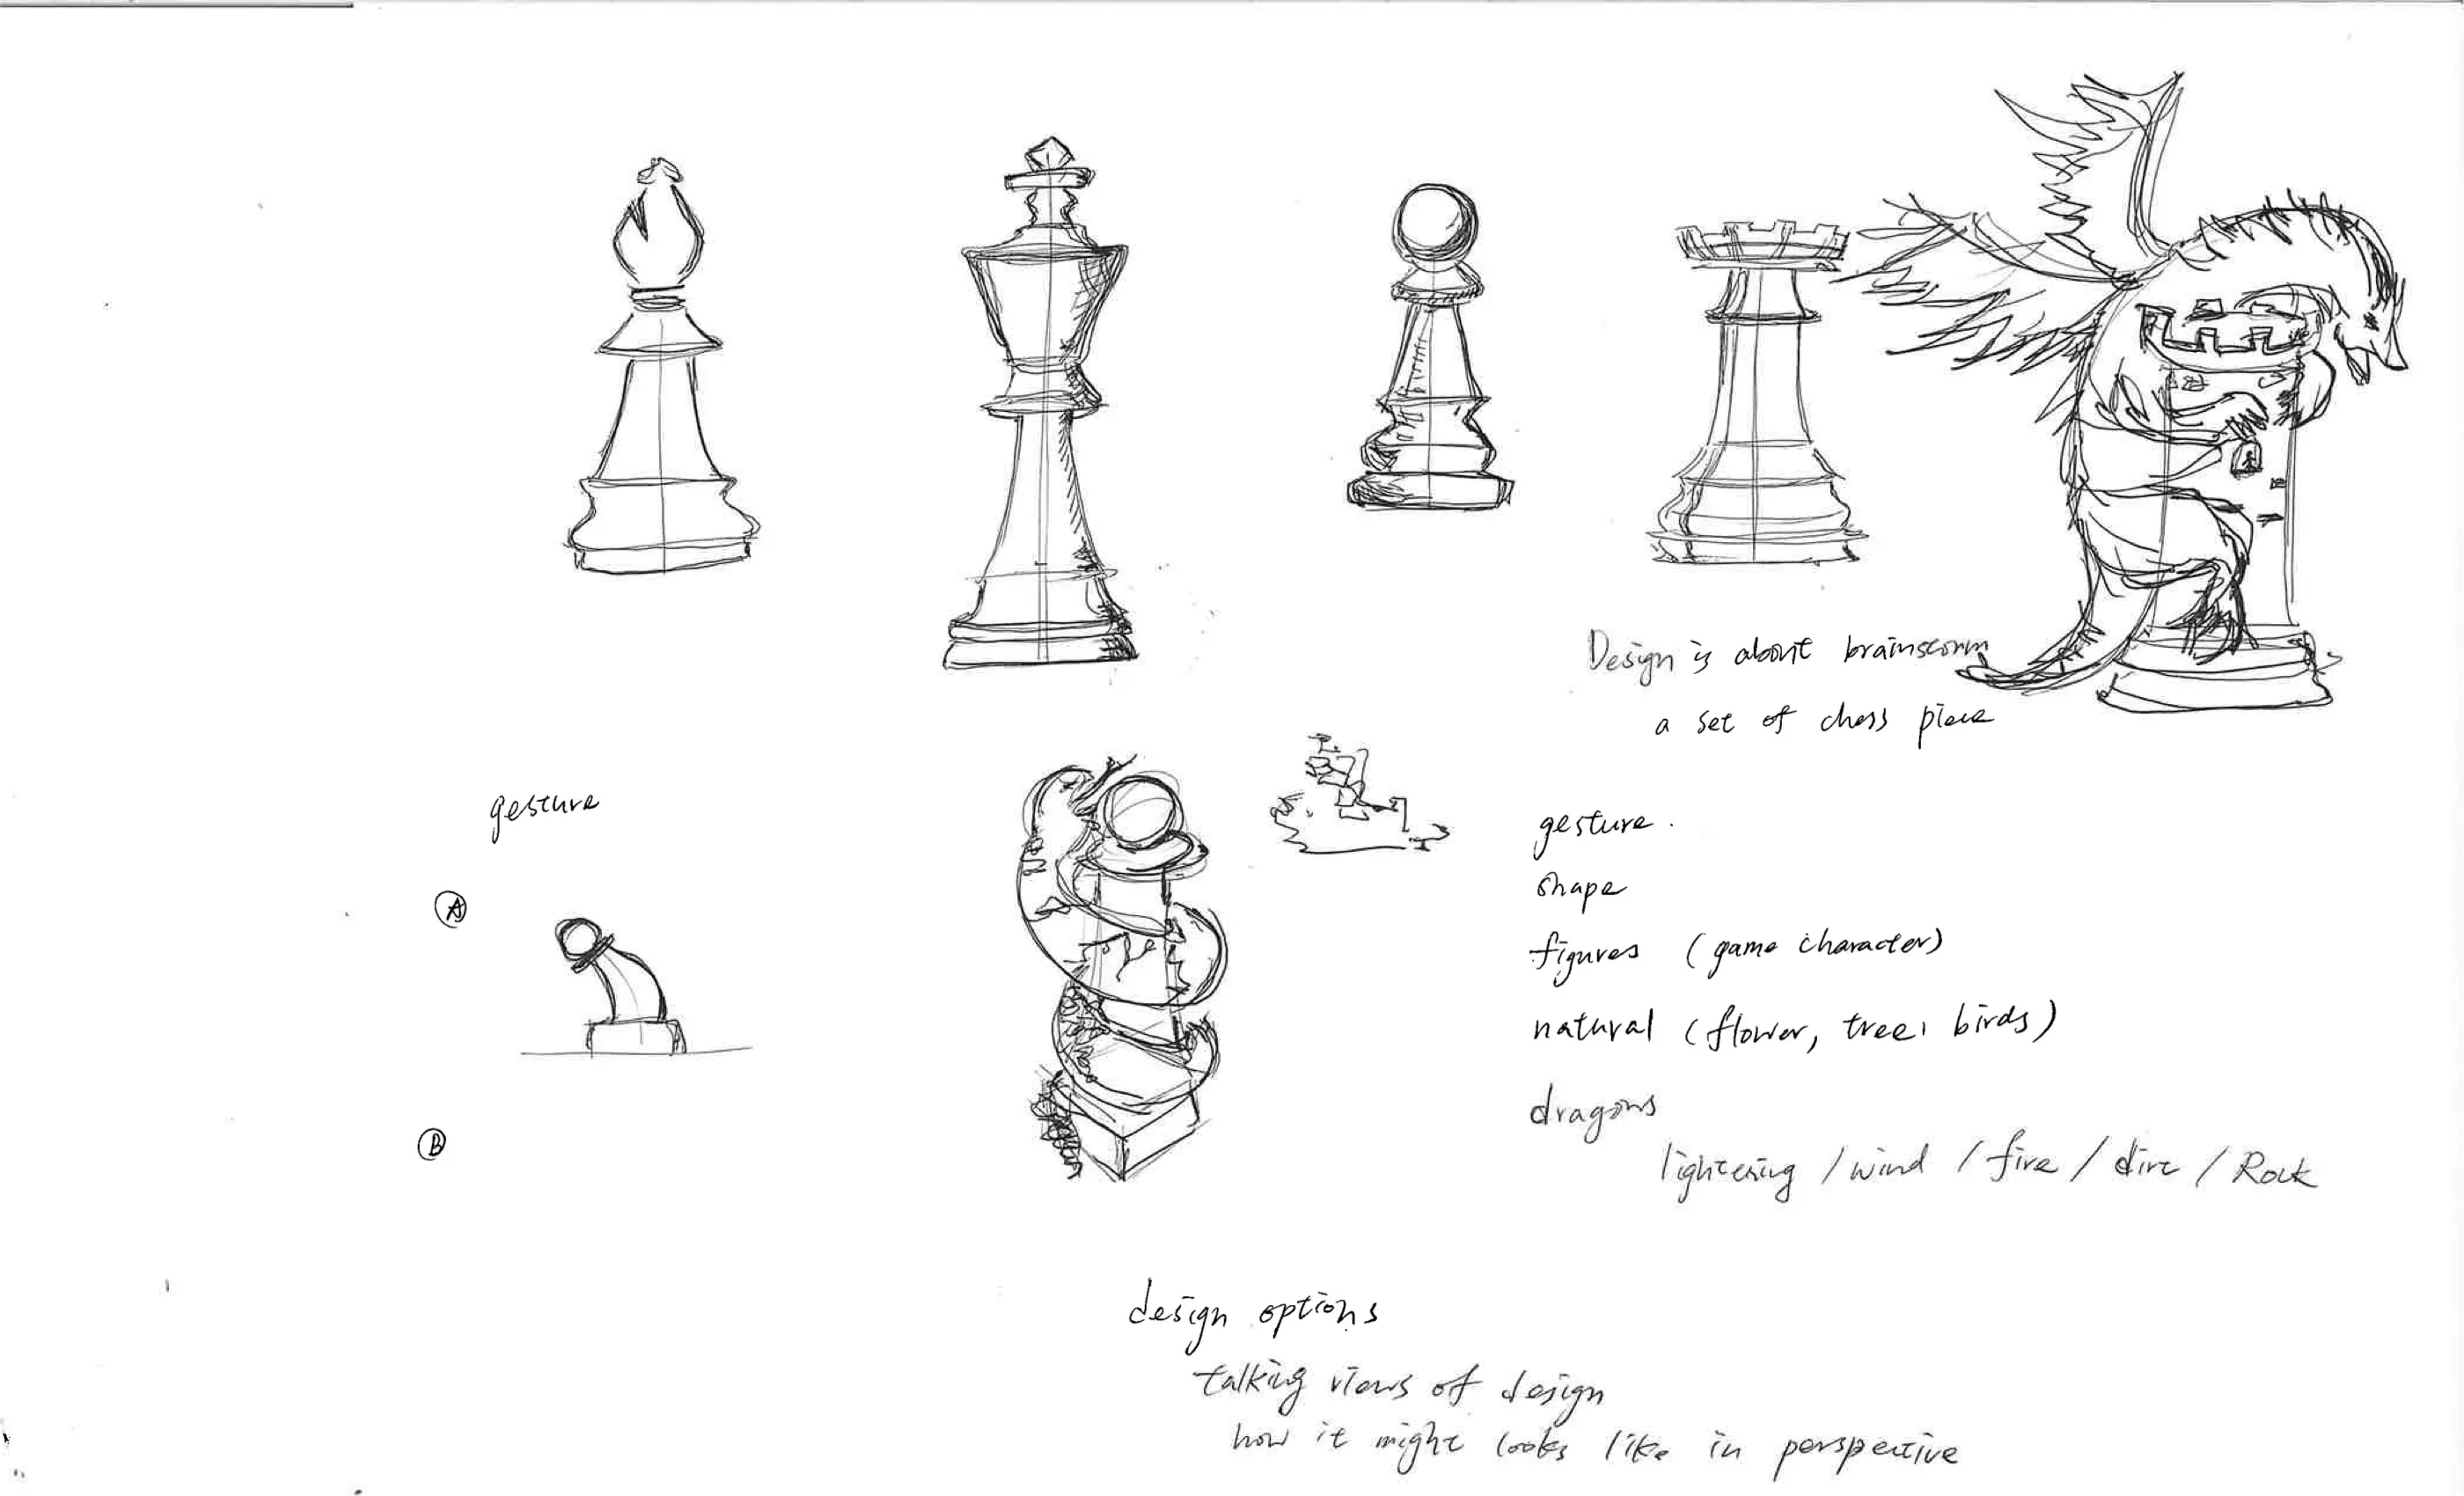 Design is about brainstorm
a set of chess piece
gesture
gesture.
shape
figures (game character)
natural (flower, tree, birds)
dragons
lightering / wind / fire / dirt / Rock
A
B
design options
talking views of design
how it might looks like in perspective